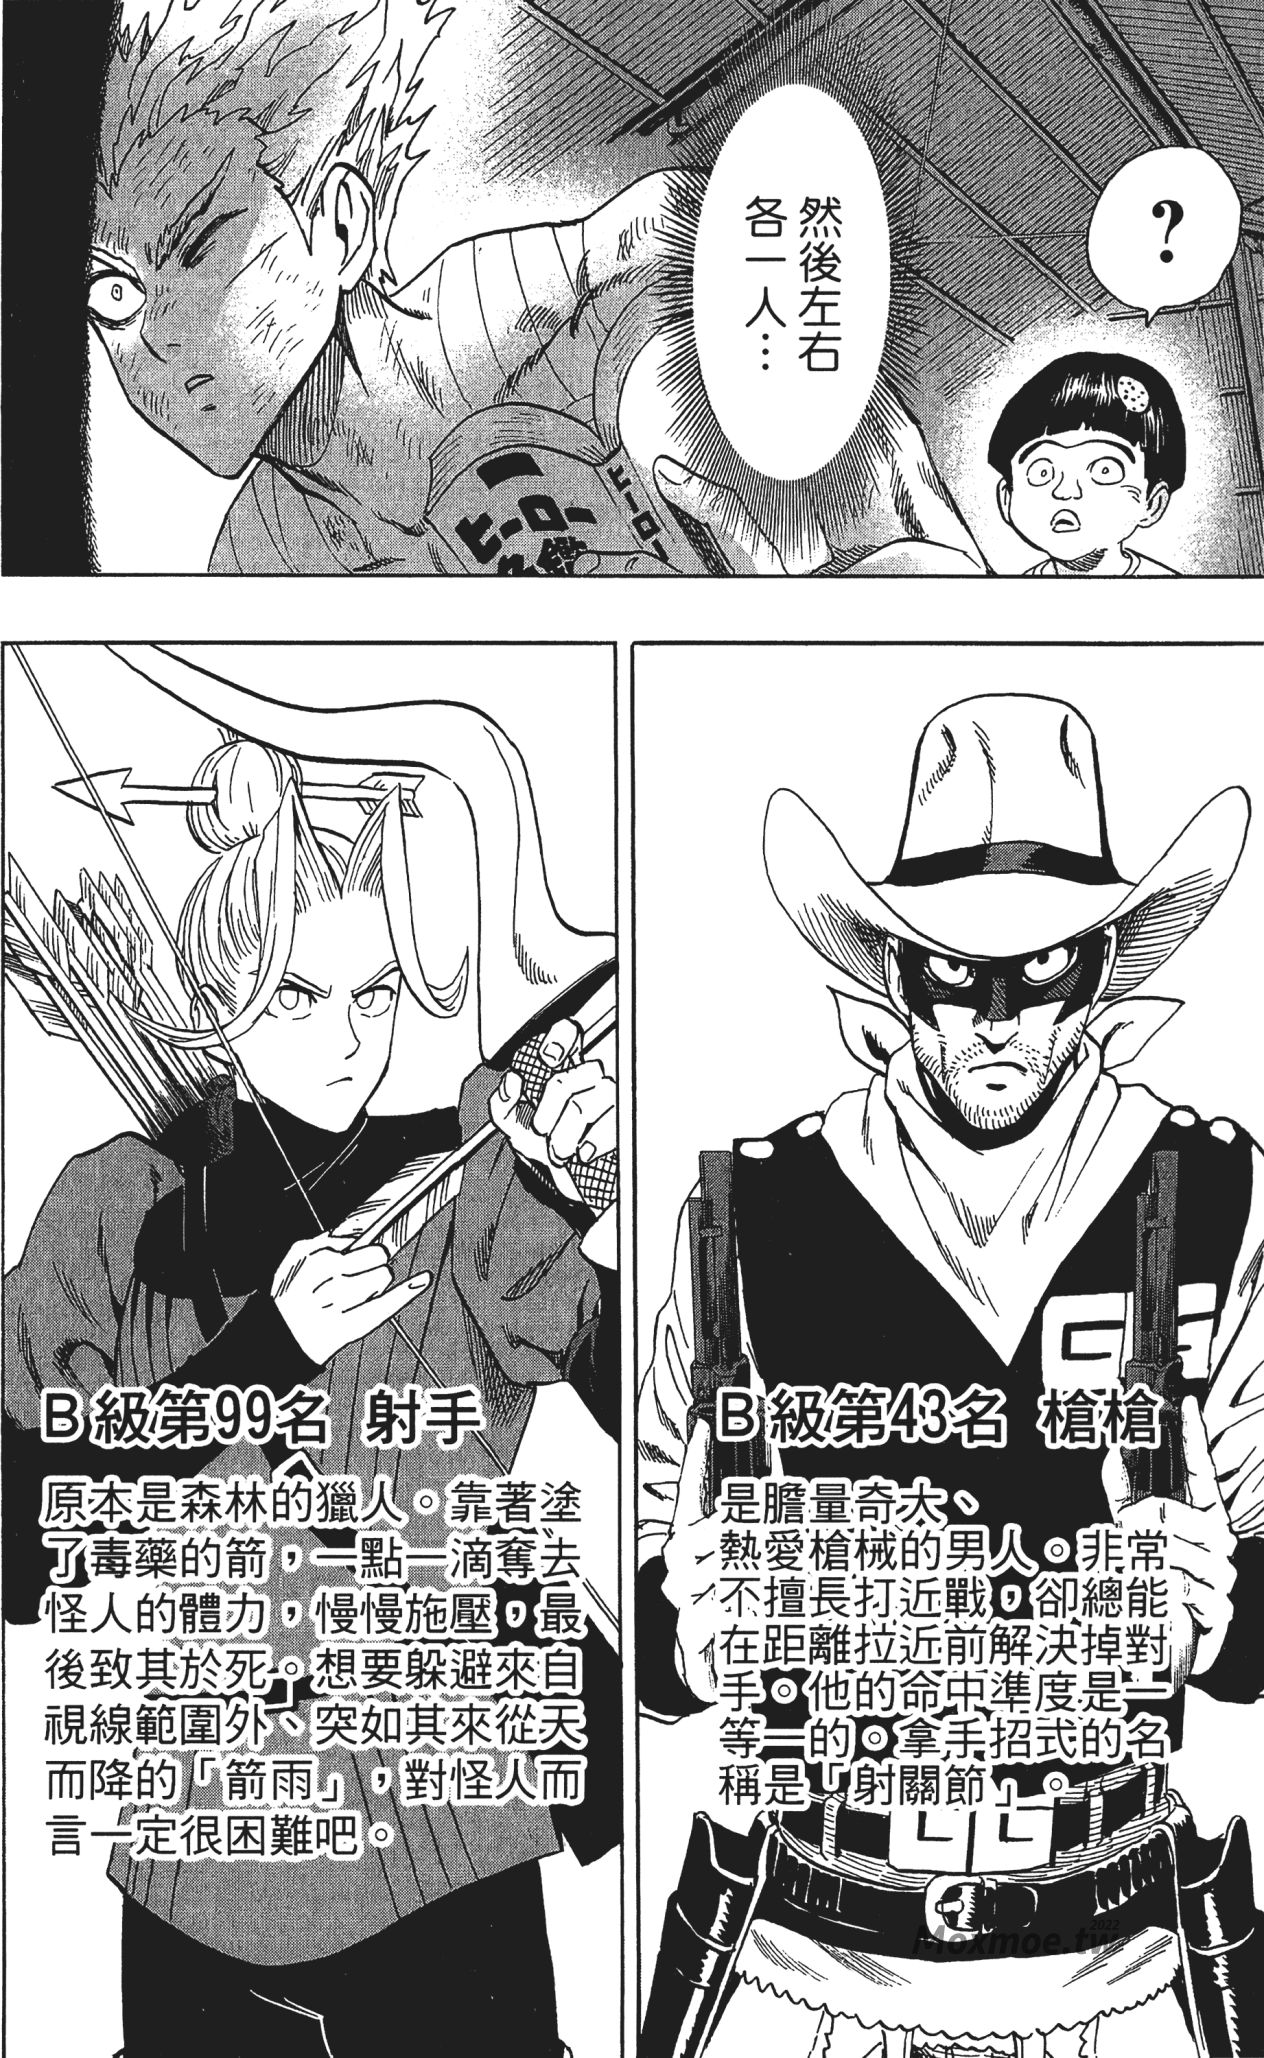 ?
然後左右
各一人…
ヒーロー
ヒーロー
B級第43名 槍槍
是膽量奇大、
熱愛槍械的男人。非常
不擅長打近戰，卻總能
在距離拉近前解決掉對
手。他的命中準度是一
等一的。拿手招式的名
稱是「射關節」。
B級第99名 射手
原本是森林的獵人。靠著塗
了毒藥的箭，一點一滴奪去
怪人的體力，慢慢施壓，最
後致其於死。想要躲避來自
視線範圍外、突如其來從天
而降的「箭雨」，對怪人而
言一定很困難吧。
2022
Moxmoe.tw